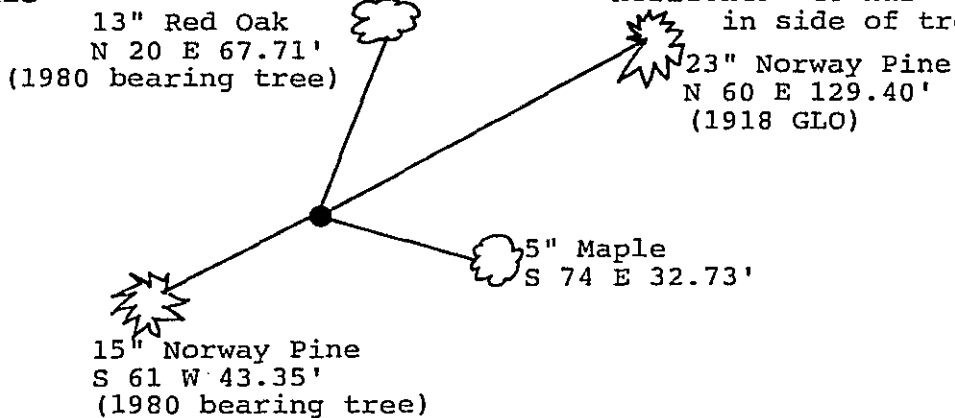 13" Red Oak
N 20 E 67.71'
(1980 bearing tree)
in side of
23" Norway Pine
N 60 E 129.40'
(1918 GLO)
5" Maple
S 74 E 32.73'
15" Norway Pine
S 61 W 43.35'
(1980 bearing tree)